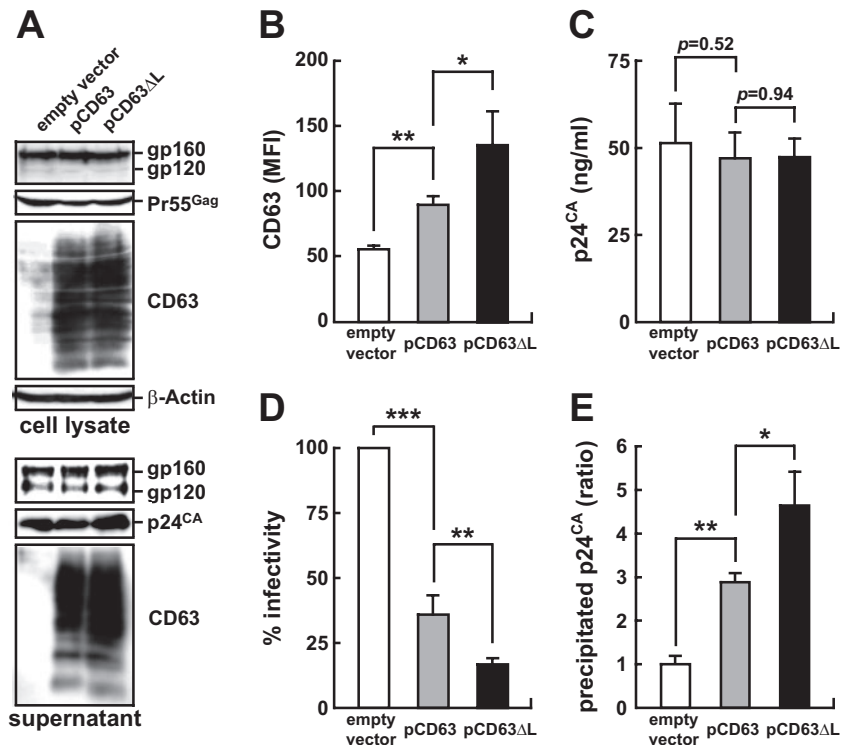 A
empty vector
pCD63
pCD63ΔL
gp160
gp120
Pr55Gag
CD63
β-Actin
cell lysate
gp160
gp120
p24CA
CD63
supernatant
B
CD63 (MFI)
200
150
100
50
0
**
*
empty
vector
pCD63
pCD63ΔL
C
p24CA (ng/ml)
75
50
25
0
p=0.52
p=0.94
empty
vector
pCD63
pCD63ΔL
D
% infectivity
100
75
50
25
0
***
**
empty
vector
pCD63
pCD63ΔL
E
precipitated p24CA (ratio)
6
5
4
3
2
1
0
**
*
empty
vector
pCD63
pCD63ΔL